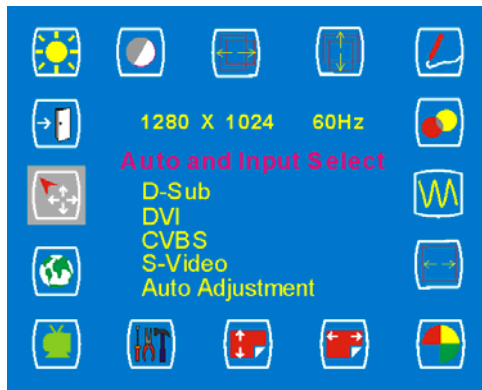 1280 X 1024 60Hz
Auto and Input Select
D-Sub
DVI
CVBS
S-Video
Auto Adjustment